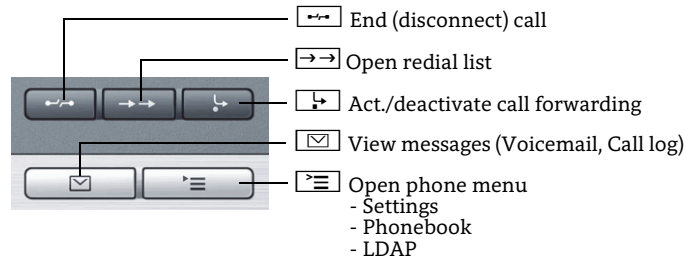 End (disconnect) call
Open redial list
Act./deactivate call forwarding
View messages (Voicemail, Call log)
Open phone menu
- Settings
- Phonebook
- LDAP